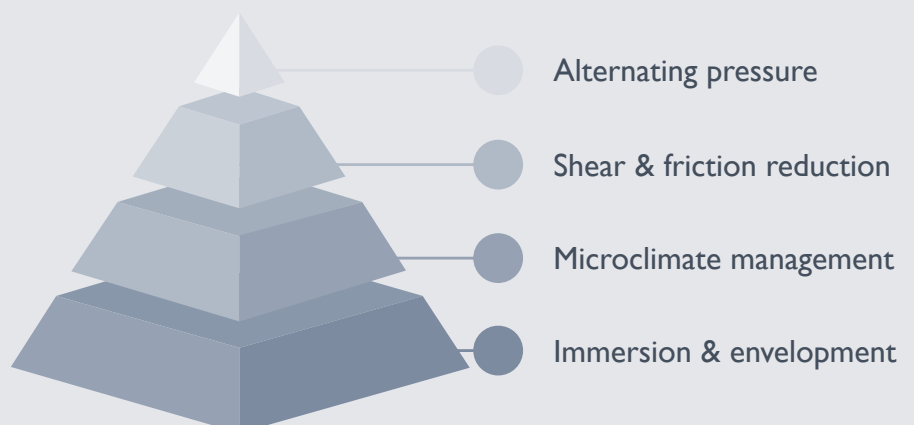 Alternating pressure
Shear & friction reduction
Microclimate management
Immersion & envelopment